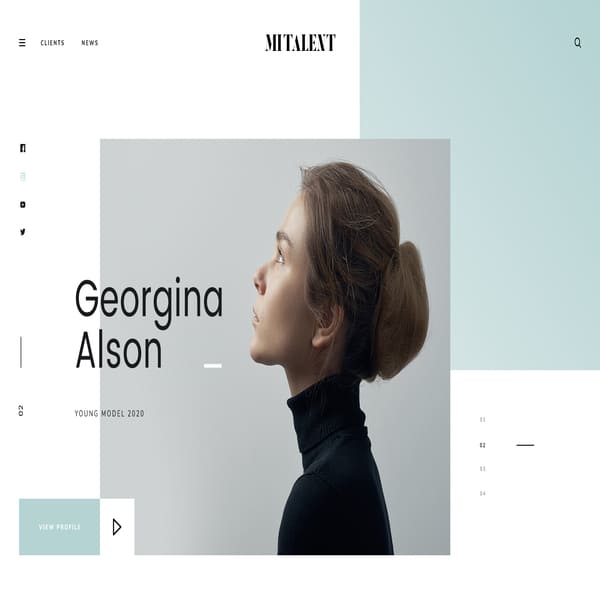 CLIENTS NEWS MITALENT
Georgina
Alson
YOUNG MODEL 2020
02
VIEW PROFILE
01
02
03
04